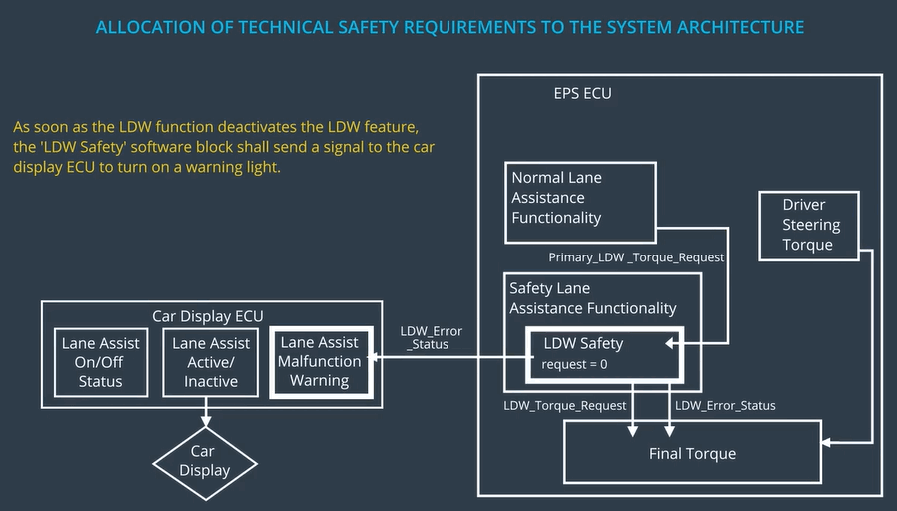 ALLOCATION OF TECHNICAL SAFETY REQUIREMENTS TO THE SYSTEM ARCHITECTURE
As soon as the LDW function deactivates the LDW feature,
the 'LDW Safety' software block shall send a signal to the car
display ECU to turn on a warning light.
EPS ECU
Normal Lane
Assistance
Functionality
Driver
Steering
Torque
Primary_LDW _Torque_Request
Safety Lane
Assistance Functionality
LDW Safety
request = 0
Car Display ECU
Lane Assist
On/Off
Status
Lane Assist
Active/
Inactive
Lane Assist
Malfunction
Warning
LDW_Error
_Status
LDW_Torque_Request
LDW_Error_Status
Final Torque
Car
Display